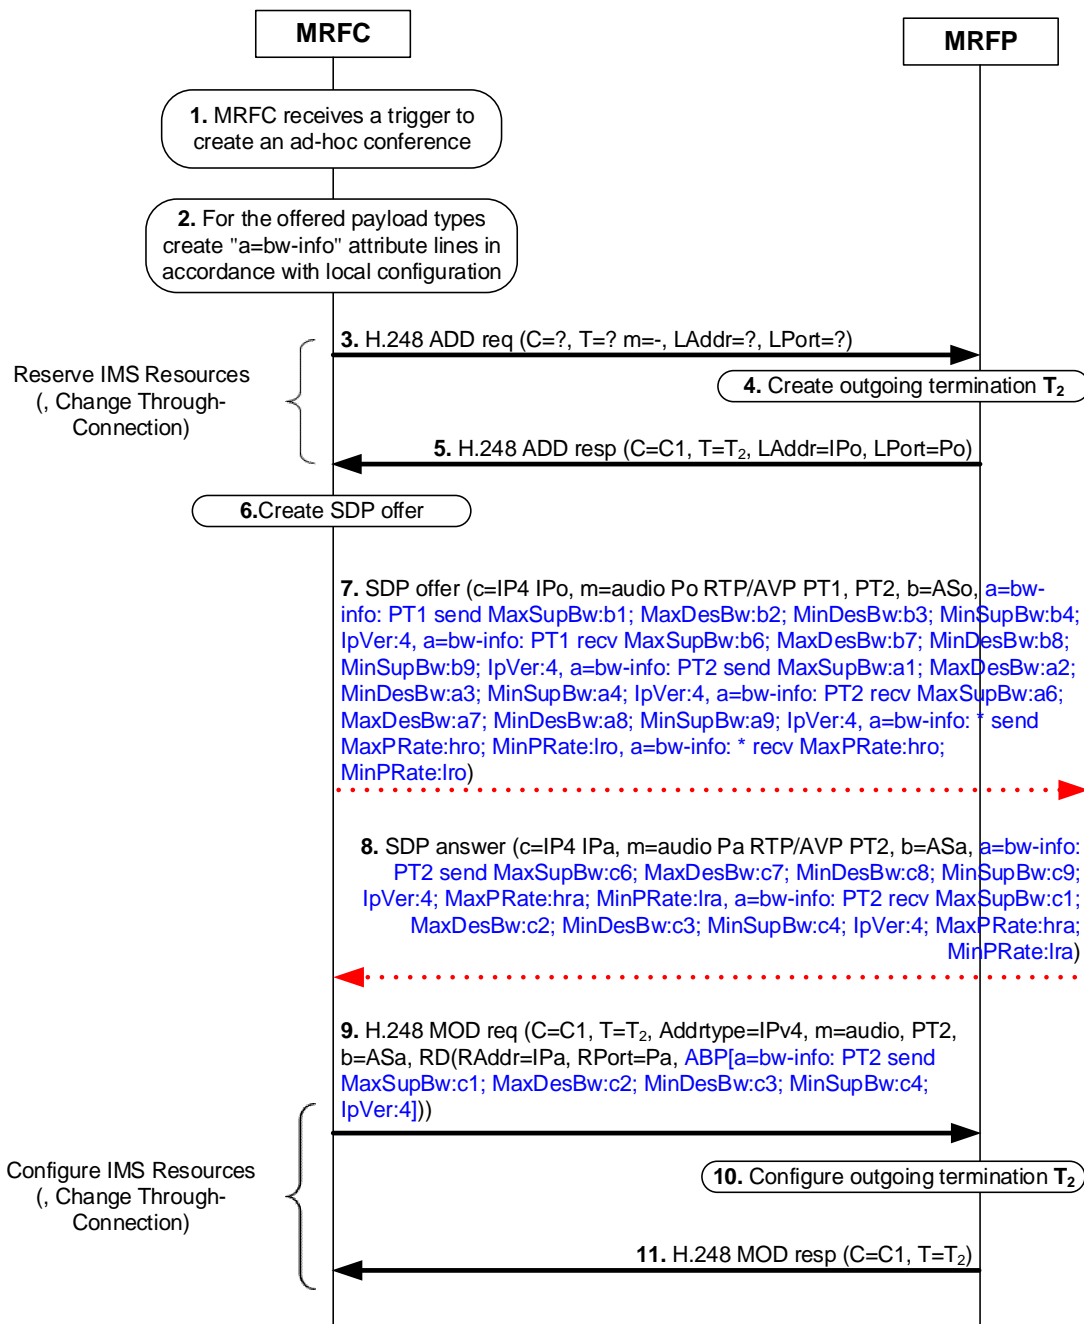 MRFC
MRFP
1. MRFC receives a trigger to
create an ad-hoc conference
2. For the offered payload types
create "a=bw-info" attribute lines in
accordance with local configuration
3. H.248 ADD req (C=?, T=? m=-, LAddr=?, LPort=?)
Reserve IMS Resources
(, Change Through-
Connection)
4. Create outgoing termination T₂
5. H.248 ADD resp (C=C1, T=T₂, LAddr=IPo, LPort=Po)
6.Create SDP offer
7. SDP offer (c=IP4 IPo, m=audio Po RTP/AVP PT1, PT2, b=ASo, a=bw-
info: PT1 send MaxSupBw:b1; MaxDesBw:b2; MinDesBw:b3; MinSupBw:b4;
IpVer:4, a=bw-info: PT1 recv MaxSupBw:b6; MaxDesBw:b7; MinDesBw:b8;
MinSupBw:b9; IpVer:4, a=bw-info: PT2 send MaxSupBw:a1; MaxDesBw:a2;
MinDesBw:a3; MinSupBw:a4; IpVer:4, a=bw-info: PT2 recv MaxSupBw:a6;
MaxDesBw:a7; MinDesBw:a8; MinSupBw:a9; IpVer:4, a=bw-info: * send
MaxPRate:hro; MinPRate:lro, a=bw-info: * recv MaxPRate:hro;
MinPRate:lro)
8. SDP answer (c=IP4 IPa, m=audio Pa RTP/AVP PT2, b=ASa, a=bw-info:
PT2 send MaxSupBw:c6; MaxDesBw:c7; MinDesBw:c8; MinSupBw:c9;
IpVer:4; MaxPRate:hra; MinPRate:lra, a=bw-info: PT2 recv MaxSupBw:c1;
MaxDesBw:c2; MinDesBw:c3; MinSupBw:c4; IpVer:4; MaxPRate:hra;
MinPRate:lra)
9. H.248 MOD req (C=C1, T=T₂, Addrtype=IPv4, m=audio, PT2,
b=ASa, RD(RAddr=IPa, RPort=Pa, ABP[a=bw-info: PT2 send
MaxSupBw:c1; MaxDesBw:c2; MinDesBw:c3; MinSupBw:c4;
IpVer:4]))
Configure IMS Resources
(, Change Through-
Connection)
10. Configure outgoing termination T₂
11. H.248 MOD resp (C=C1, T=T₂)